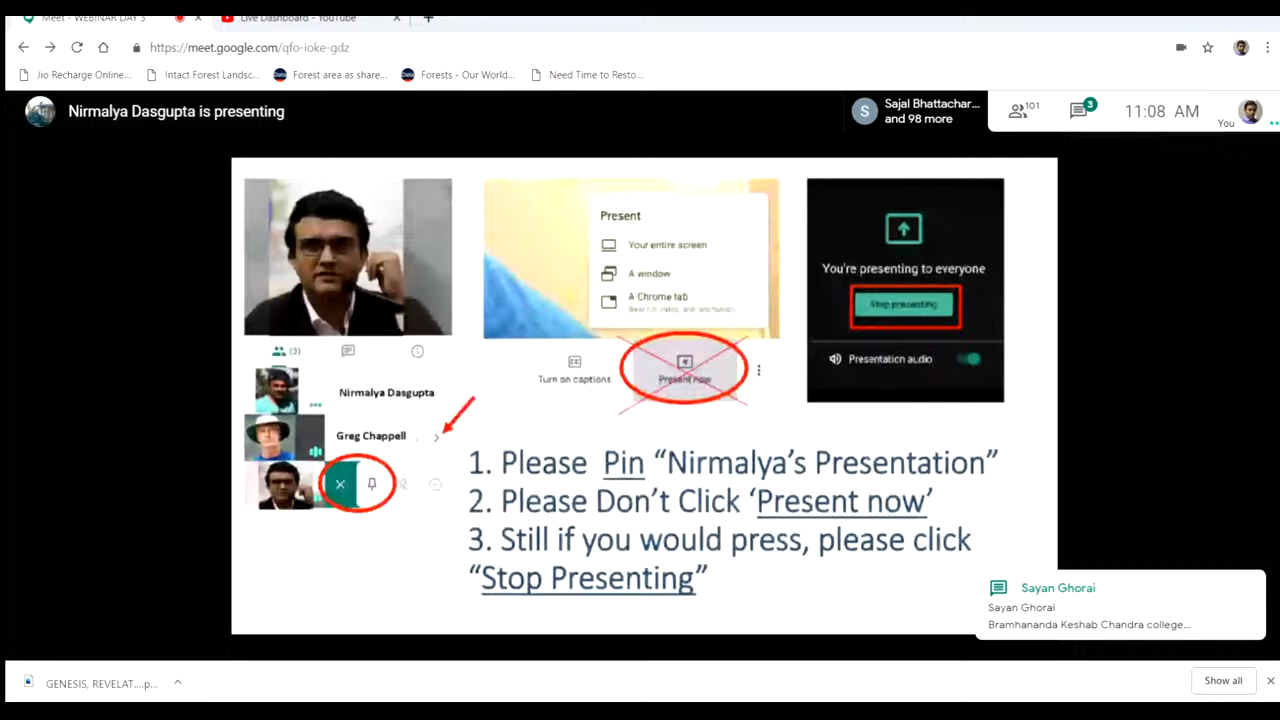 Meet - WEBINAR DAY 3
Live Dashboard - YouTube
https://meet.google.com/qfo-ioke-gdz
Jio Recharge Online...
Intact Forest Landsc...
Forest area as share...
Forests - Our World...
Need Time to Resto...
Nirmalya Dasgupta is presenting
S
Sajal Bhattachar...
and 98 more
101
3
11:08 AM
You
Present
Your entire screen
A window
A Chrome tab
You're presenting to everyone
Stop presenting
Presentation audio
(3)
Turn on captions
Present now
Nirmalya Dasgupta
Greg Chappell
1. Please Pin “Nirmalya’s Presentation”
2. Please Don’t Click ‘Present now’
3. Still if you would press, please click
“Stop Presenting”
Sayan Ghorai
Sayan Ghorai
Bramhananda Keshab Chandra college...
GENESIS, REVELAT....p...
Show all